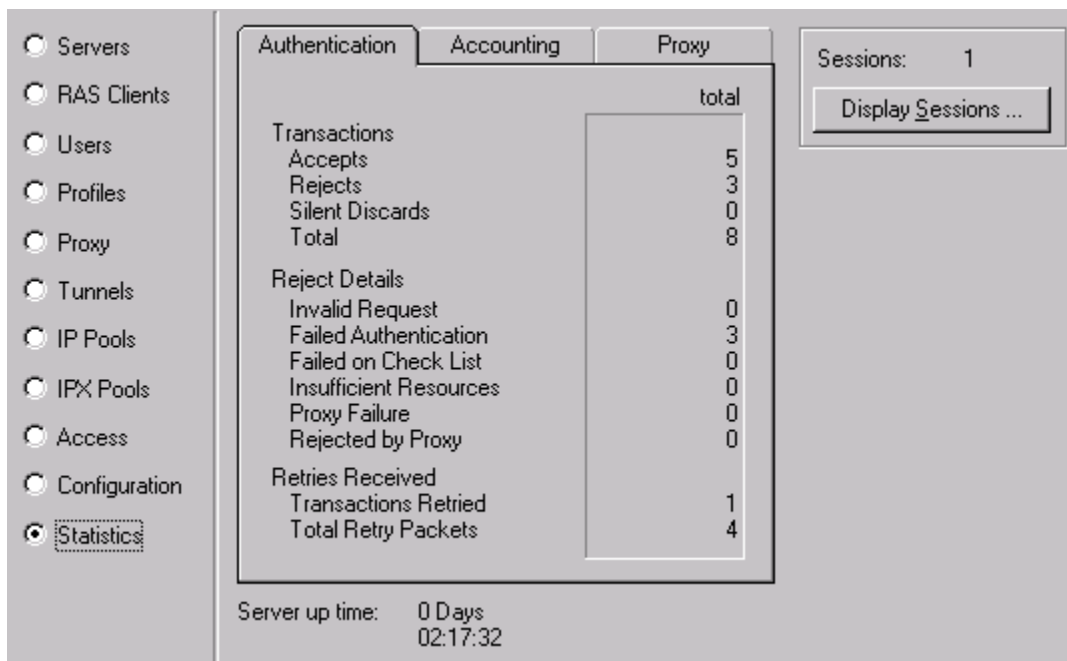 Servers
RAS Clients
Users
Profiles
Proxy
Tunnels
IP Pools
IPX Pools
Access
Configuration
Statistics
Authentication Accounting Proxy
total
Transactions
Accepts 5
Rejects 3
Silent Discards 0
Total 8
Reject Details
Invalid Request 0
Failed Authentication 3
Failed on Check List 0
Insufficient Resources 0
Proxy Failure 0
Rejected by Proxy 0
Retries Received
Transactions Retried 1
Total Retry Packets 4
Server up time: 0 Days
02:17:32
Sessions: 1
Display Sessions ...